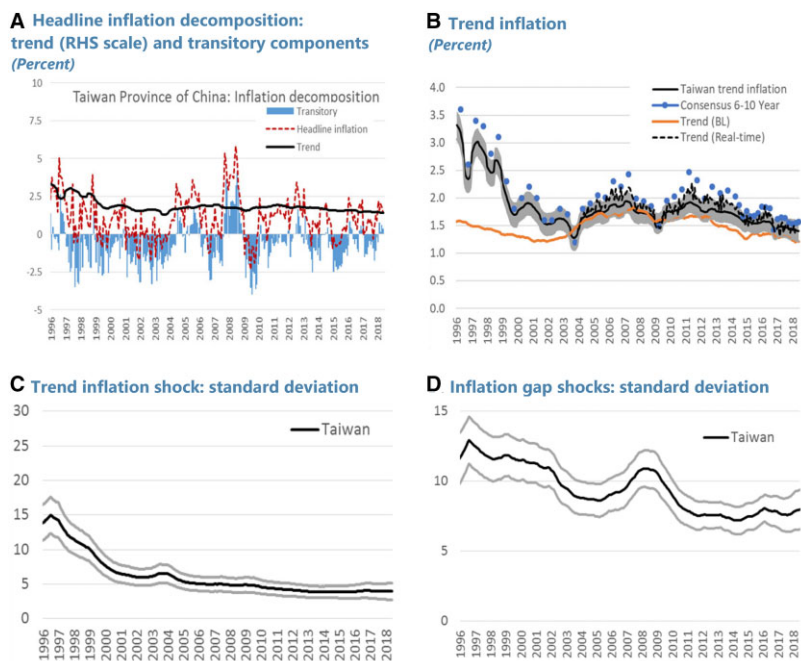 A Headline inflation decomposition:
trend (RHS scale) and transitory components
(Percent)
Taiwan Province of China: Inflation decomposition
Transitory
Headline inflation
Trend
10
7.5
5
2.5
0
-2.5
-5
1996 1997 1998 1999 2000 2001 2002 2003 2004 2005 2006 2007 2008 2009 2010 2011 2012 2013 2014 2015 2016 2017 2018
B Trend inflation
(Percent)
Taiwan trend inflation
Consensus 6-10 Year
Trend (BL)
Trend (Real-time)
4.0
3.5
3.0
2.5
2.0
1.5
1.0
0.5
0.0
1996 1997 1998 1999 2000 2001 2002 2003 2004 2005 2006 2007 2008 2009 2010 2011 2012 2013 2014 2015 2016 2017 2018
C Trend inflation shock: standard deviation
Taiwan
30
25
20
15
10
5
0
1996 1997 1998 1999 2000 2001 2002 2003 2004 2005 2006 2007 2008 2009 2010 2011 2012 2013 2014 2015 2016 2017 2018
D Inflation gap shocks: standard deviation
Taiwan
15
10
5
0
1996 1997 1998 1999 2000 2001 2002 2003 2004 2005 2006 2007 2008 2009 2010 2011 2012 2013 2014 2015 2016 2017 2018